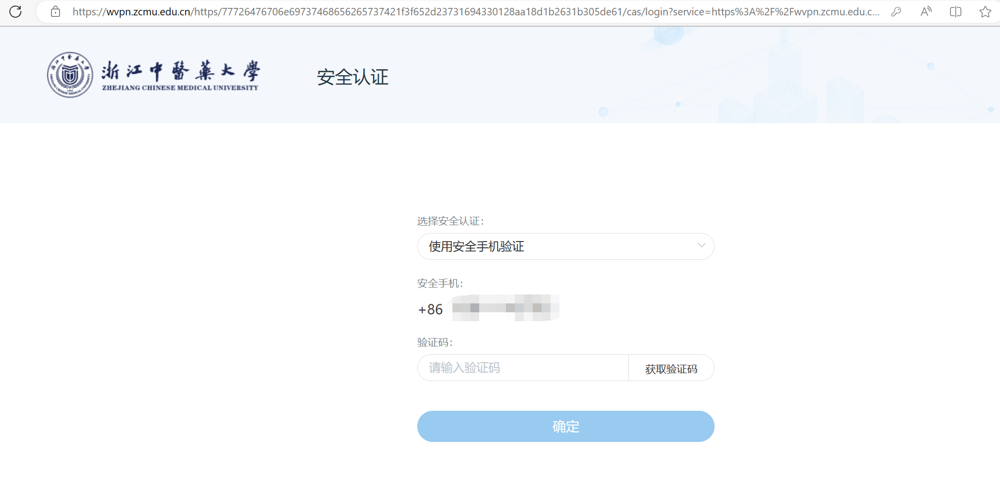 https://wvpn.zcmu.edu.cn/https/77726476706e69737468656265737421f3f652d23731694330128aa18d1b2631b305de61/cas/login?service=https%3A%2F%2Fwvpn.zcmu.edu.c...
浙江中醫藥大學
ZHEJIANG CHINESE MEDICAL UNIVERSITY
安全认证
选择安全认证：
使用安全手机验证
安全手机：
+86
验证码：
请输入验证码
获取验证码
确定